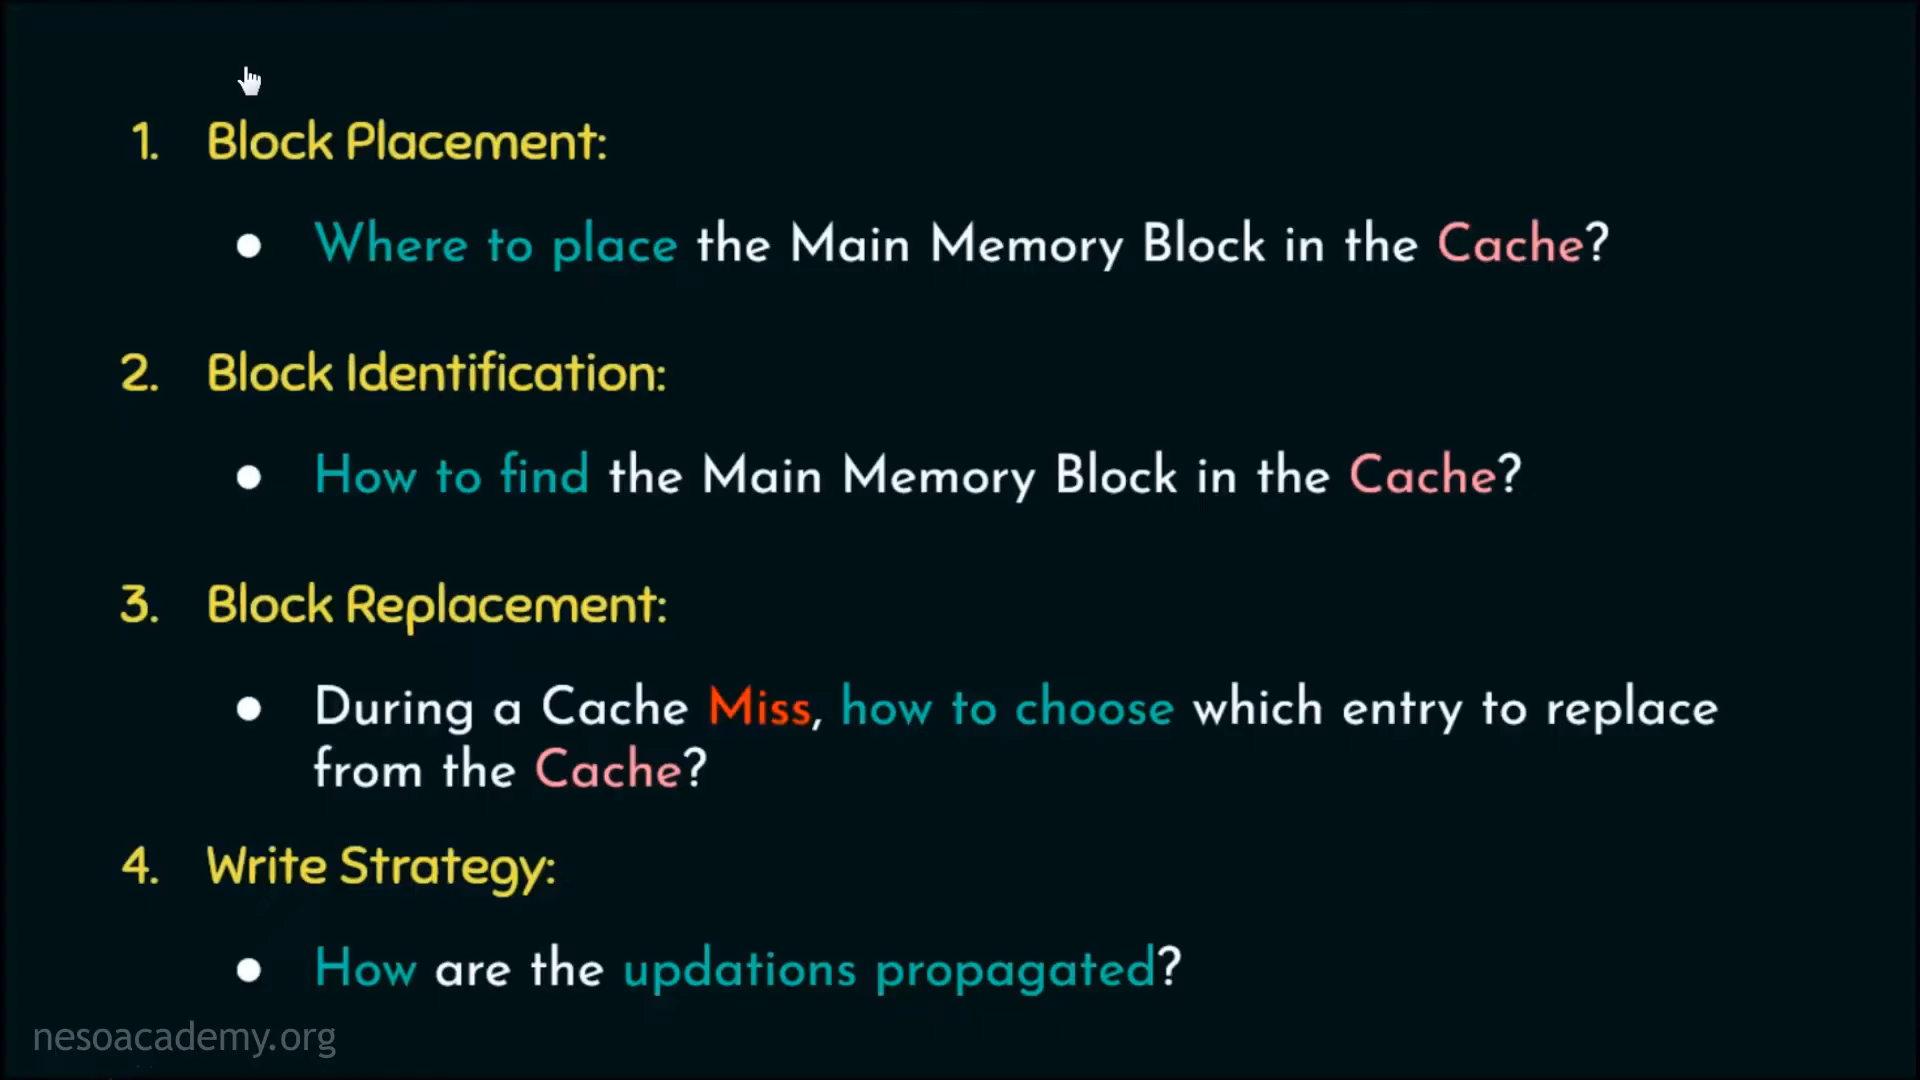 1. Block Placement:
● Where to place the Main Memory Block in the Cache?
2. Block Identification:
● How to find the Main Memory Block in the Cache?
3. Block Replacement:
● During a Cache Miss, how to choose which entry to replace
from the Cache?
4. Write Strategy:
● How are the updations propagated?
nesoacademy.org